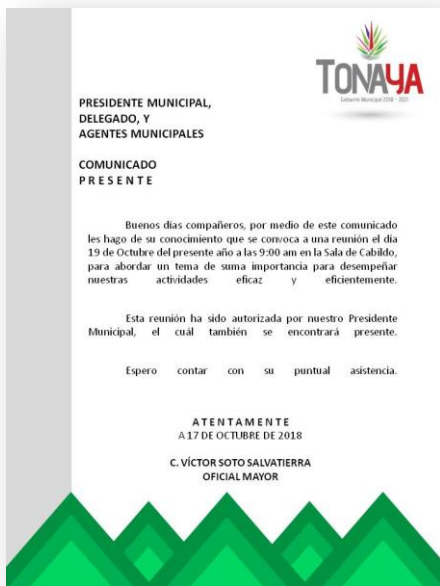 TONAYA
Gobierno Municipal 2018 - 2021
PRESIDENTE MUNICIPAL,
DELEGADO, Y
AGENTES MUNICIPALES
COMUNICADO
P R E S E N T E
Buenos días compañeros, por medio de este comunicado
les hago de su conocimiento que se convoca a una reunión el día
19 de Octubre del presente año a las 9:00 am en la Sala de Cabildo,
para abordar un tema de suma importancia para desempeñar
nuestras actividades eficaz y eficientemente.
Esta reunión ha sido autorizada por nuestro Presidente
Municipal, el cuál también se encontrará presente.
Espero contar con su puntual asistencia.
A T E N T A M E N T E
A 17 DE OCTUBRE DE 2018
C. VÍCTOR SOTO SALVATIERRA
OFICIAL MAYOR